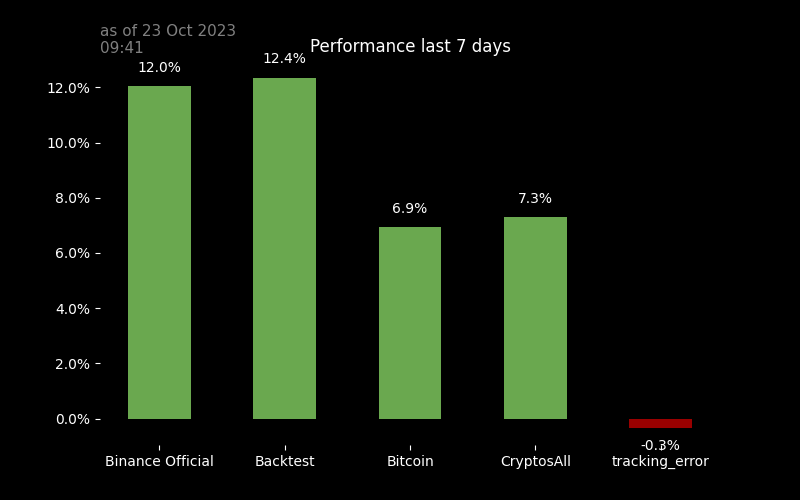 as of 23 Oct 2023
09:41
Performance last 7 days
12.0%
12.4%
6.9%
7.3%
-0.3%
12.0%
10.0%
8.0%
6.0%
4.0%
2.0%
0.0%
Binance Official
Backtest
Bitcoin
CryptosAll
tracking_error